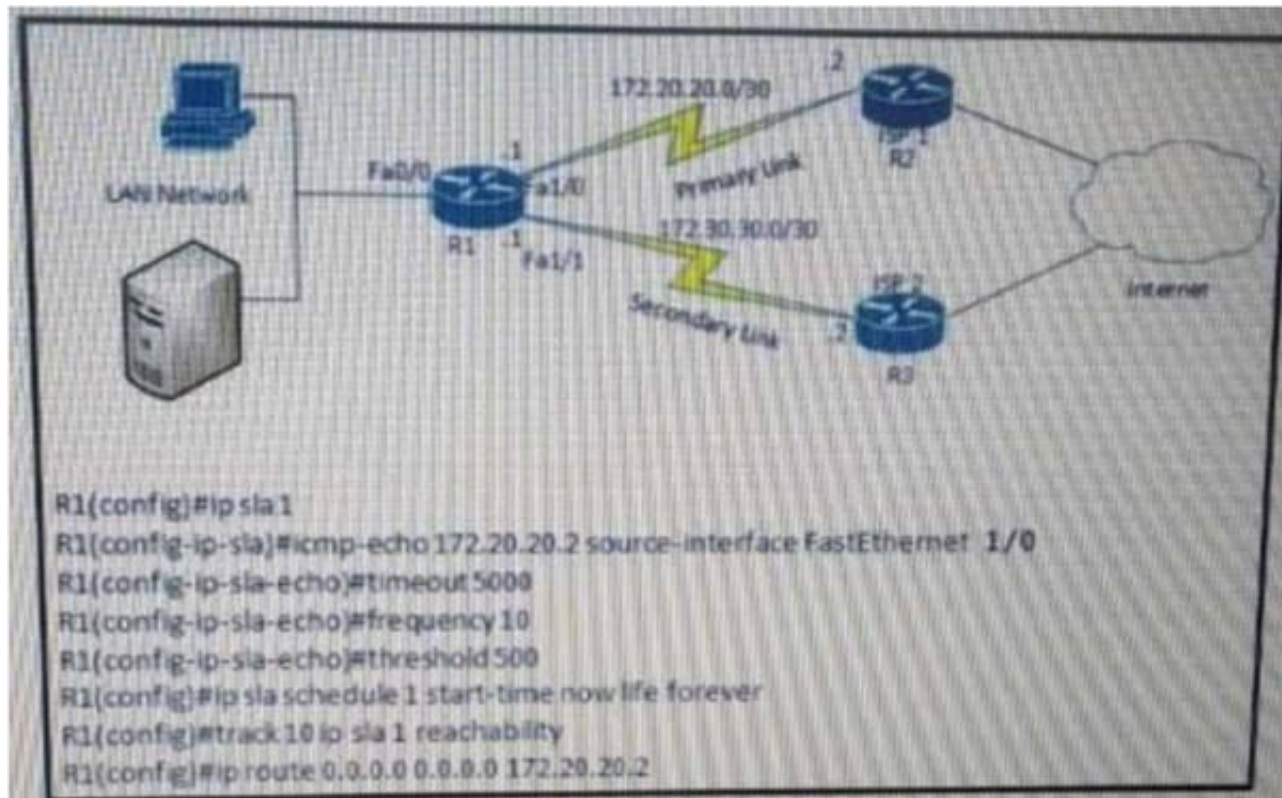 .2
172.20.20.0/30
ISP 1
R2
.1
Fa0/0
Fa1/0
Primary Link
LAN Network
172.30.30.0/30
R1
.1
Fa1/1
ISP 2
Internet
Secondary Link
.2
R3
R1(config)#ip sla 1
R1(config-ip-sla)#icmp-echo 172.20.20.2 source-interface FastEthernet 1/0
R1(config-ip-sla-echo)#timeout 5000
R1(config-ip-sla-echo)#frequency 10
R1(config-ip-sla-echo)#threshold 500
R1(config)#ip sla schedule 1 start-time now life forever
R1(config)#track 10 ip sla 1 reachability
R1(config)#ip route 0.0.0.0 0.0.0.0 172.20.20.2